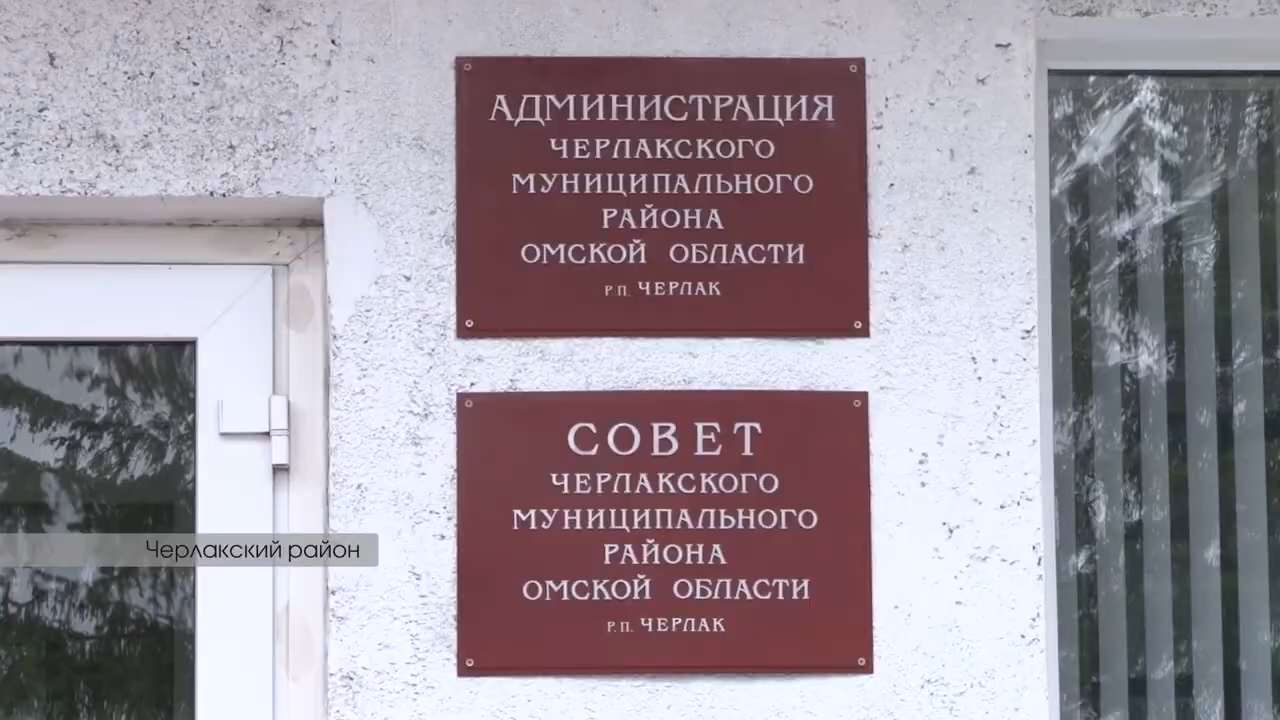 АДМИНИСТРАЦИЯ
ЧЕРЛАКСКОГО
МУНИЦИПАЛЬНОГО
РАЙОНА
ОМСКОЙ ОБЛАСТИ
Р.П. ЧЕРЛАК
СОВЕТ
ЧЕРЛАКСКОГО
МУНИЦИПАЛЬНОГО
РАЙОНА
ОМСКОЙ ОБЛАСТИ
Р.П. ЧЕРЛАК
Черлакский район